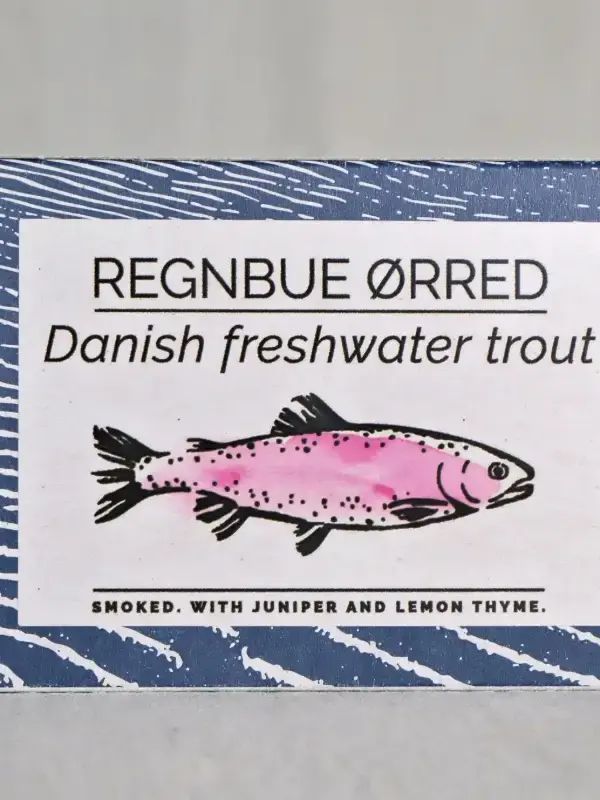 REGNBUE ØRRED
Danish freshwater trout
SMOKED. WITH JUNIPER AND LEMON THYME.